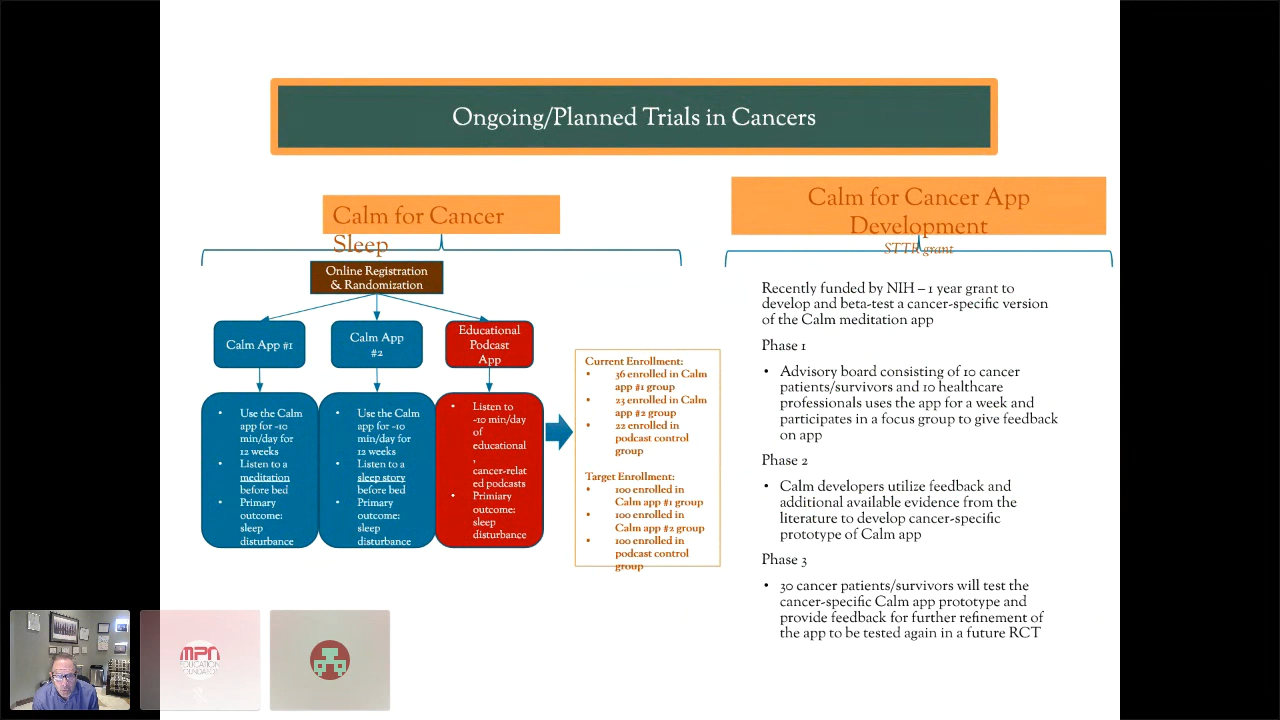 Ongoing/Planned Trials in Cancers
Calm for Cancer
Sleep
Online Registration
& Randomization
Calm App #1
Calm App
#2
Educational
Podcast
App
• Use the Calm
app for ~10
min/day for
12 weeks
• Listen to a
meditation
before bed
• Primary
outcome:
sleep
disturbance
• Use the Calm
app for ~10
min/day for
12 weeks
• Listen to a
sleep story
before bed
• Primary
outcome:
sleep
disturbance
• Listen to
~10 min/day
of
educational
,
cancer-relat
ed podcasts
• Primiary
outcome:
sleep
disturbance
Current Enrollment:
• 36 enrolled in Calm
app #1 group
• 23 enrolled in Calm
app #2 group
• 22 enrolled in
podcast control
group
Target Enrollment:
• 100 enrolled in
Calm app #1 group
• 100 enrolled in
Calm app #2 group
• 100 enrolled in
podcast control
group
Calm for Cancer App
Development
STTR grant
Recently funded by NIH – 1 year grant to
develop and beta-test a cancer-specific version
of the Calm meditation app
Phase 1
• Advisory board consisting of 10 cancer
patients/survivors and 10 healthcare
professionals uses the app for a week and
participates in a focus group to give feedback
on app
Phase 2
• Calm developers utilize feedback and
additional available evidence from the
literature to develop cancer-specific
prototype of Calm app
Phase 3
• 30 cancer patients/survivors will test the
cancer-specific Calm app prototype and
provide feedback for further refinement of
the app to be tested again in a future RCT
MPN
EDUCATION
FOUNDATION